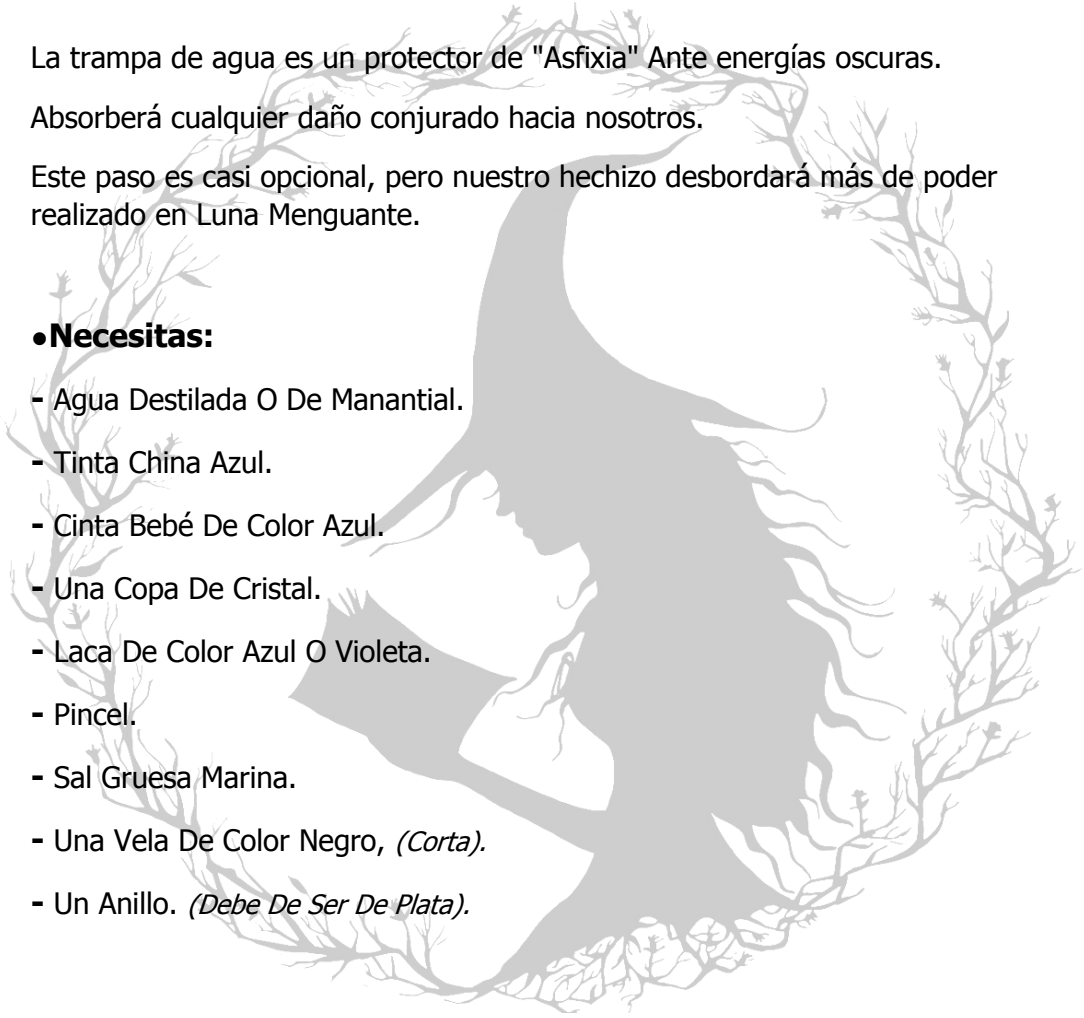 La trampa de agua es un protector de "Asfixia" Ante energías oscuras.
Absorberá cualquier daño conjurado hacia nosotros.
Este paso es casi opcional, pero nuestro hechizo desbordará más de poder
realizado en Luna Menguante.
●Necesitas:
- Agua Destilada O De Manantial.
- Tinta China Azul.
- Cinta Bebé De Color Azul.
- Una Copa De Cristal.
- Laca De Color Azul O Violeta.
- Pincel.
- Sal Gruesa Marina.
- Una Vela De Color Negro, (Corta).
- Un Anillo. (Debe De Ser De Plata).